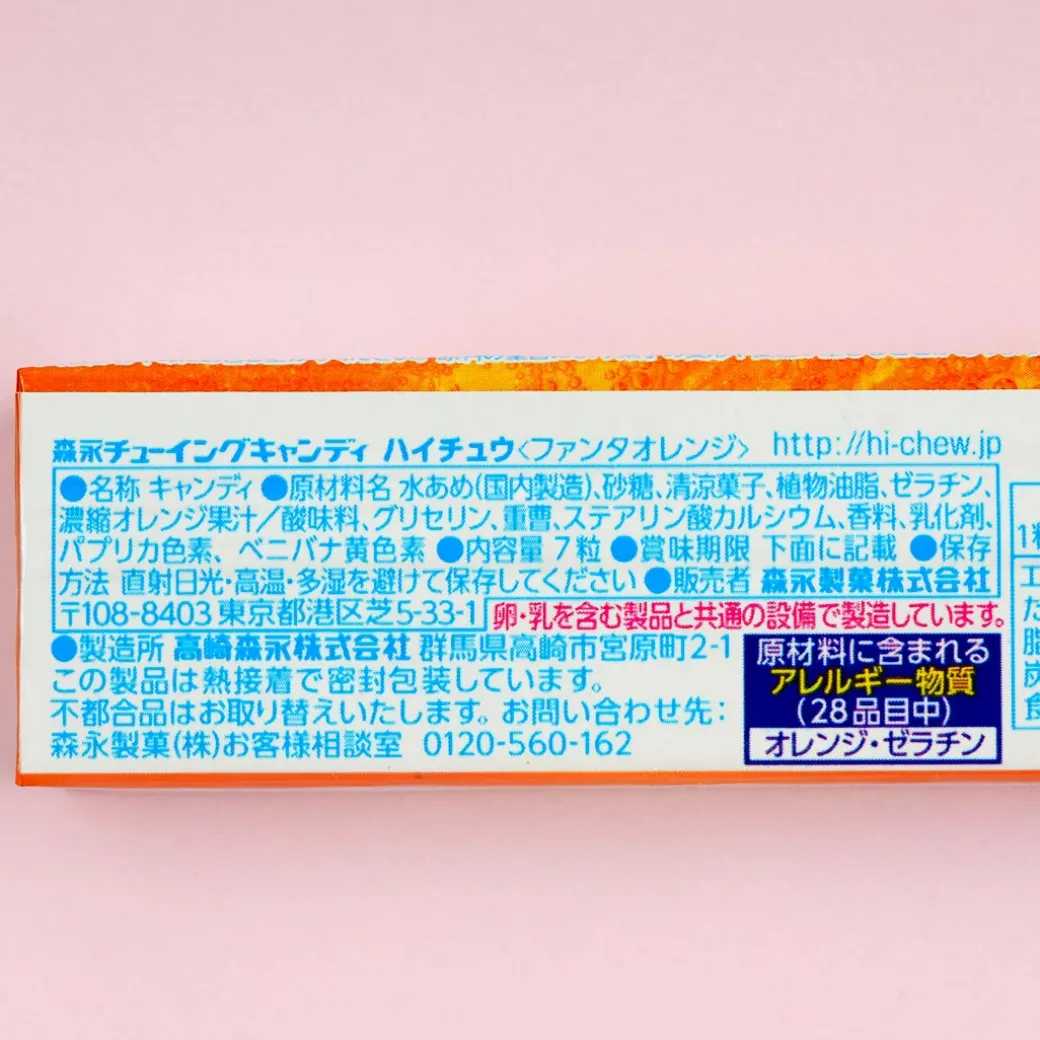 森永チューイングキャンディ ハイチュウ〈ファンタオレンジ〉 http://hi-chew.jp
●名称 キャンディ ●原材料名 水あめ(国内製造)、砂糖、清涼菓子、植物油脂、ゼラチン、
濃縮オレンジ果汁/酸味料、グリセリン、重曹、ステアリン酸カルシウム、香料、乳化剤、
パプリカ色素、ベニバナ黄色素 ●内容量 7粒 ●賞味期限 下面に記載 ●保存
方法 直射日光・高温・多湿を避けて保存してください ●販売者 森永製菓株式会社
〒108-8403 東京都港区芝5-33-1
卵・乳を含む製品と共通の設備で製造しています。
●製造所 高崎森永株式会社 群馬県高崎市宮原町2-1
この製品は熱接着で密封包装しています。
不都合品はお取り替えいたします。お問い合わせ先:
森永製菓(株)お客様相談室 0120-560-162
原材料に含まれる
アレルギー物質
(28品目中)
オレンジ・ゼラチン
1粒
エ
た
脂
炭
食